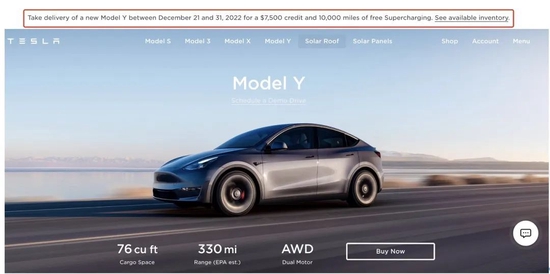 Take delivery of a new Model Y between December 21 and 31, 2022 for a $7,500 credit and 10,000 miles of free Supercharging. See available inventory.
TESLA Model S Model 3 Model X Model Y Solar Roof Solar Panels Shop Account Menu
Model Y
Schedule a Demo Drive
76 cu ft 330 mi AWD Buy Now
Cargo Space Range (EPA est.) Dual Motor